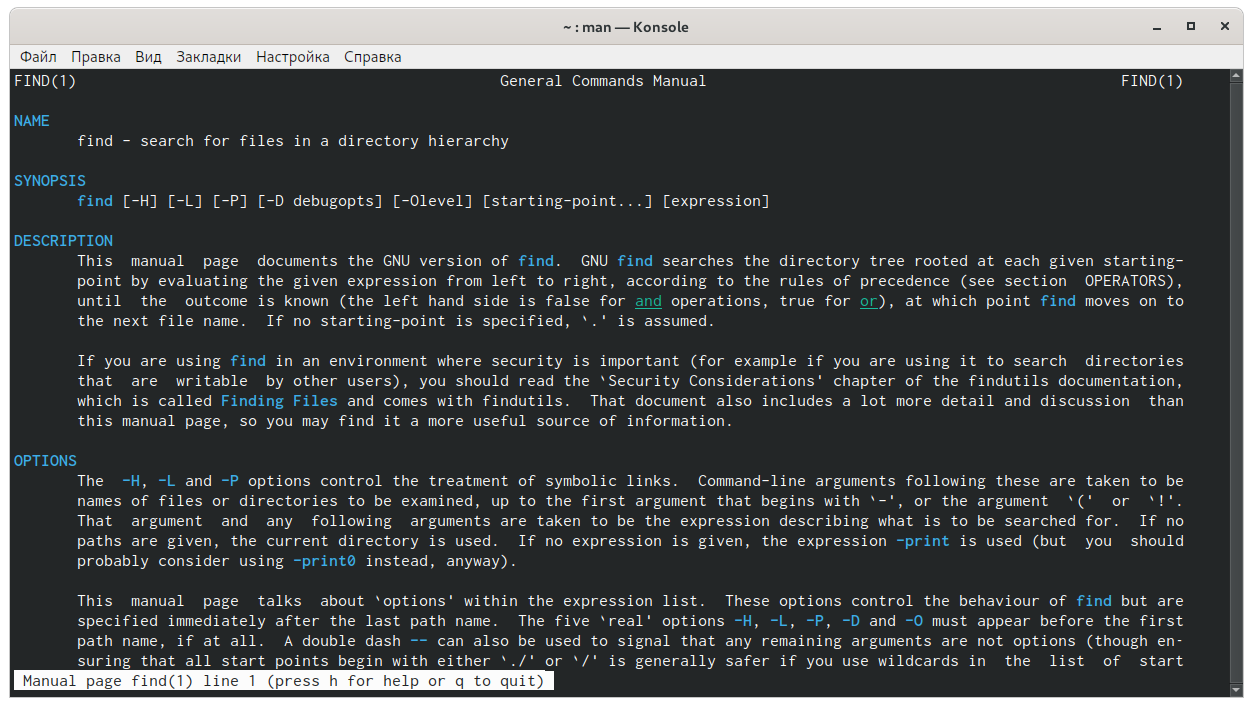 ~ : man — Konsole
Файл Правка Вид Закладки Настройка Справка
FIND(1) General Commands Manual FIND(1)
NAME
find - search for files in a directory hierarchy
SYNOPSIS
find [-H] [-L] [-P] [-D debugopts] [-Olevel] [starting-point...] [expression]
DESCRIPTION
This manual page documents the GNU version of find. GNU find searches the directory tree rooted at each given starting-
point by evaluating the given expression from left to right, according to the rules of precedence (see section OPERATORS),
until the outcome is known (the left hand side is false for and operations, true for or), at which point find moves on to
the next file name. If no starting-point is specified, `.' is assumed.
If you are using find in an environment where security is important (for example if you are using it to search directories
that are writable by other users), you should read the `Security Considerations' chapter of the findutils documentation,
which is called Finding Files and comes with findutils. That document also includes a lot more detail and discussion than
this manual page, so you may find it a more useful source of information.
OPTIONS
The -H, -L and -P options control the treatment of symbolic links. Command-line arguments following these are taken to be
names of files or directories to be examined, up to the first argument that begins with `-', or the argument `(' or `!'.
That argument and any following arguments are taken to be the expression describing what is to be searched for. If no
paths are given, the current directory is used. If no expression is given, the expression -print is used (but you should
probably consider using -print0 instead, anyway).
This manual page talks about `options' within the expression list. These options control the behaviour of find but are
specified immediately after the last path name. The five `real' options -H, -L, -P, -D and -O must appear before the first
path name, if at all. A double dash -- can also be used to signal that any remaining arguments are not options (though en-
suring that all start points begin with either `./' or `/' is generally safer if you use wildcards in the list of start
Manual page find(1) line 1 (press h for help or q to quit)